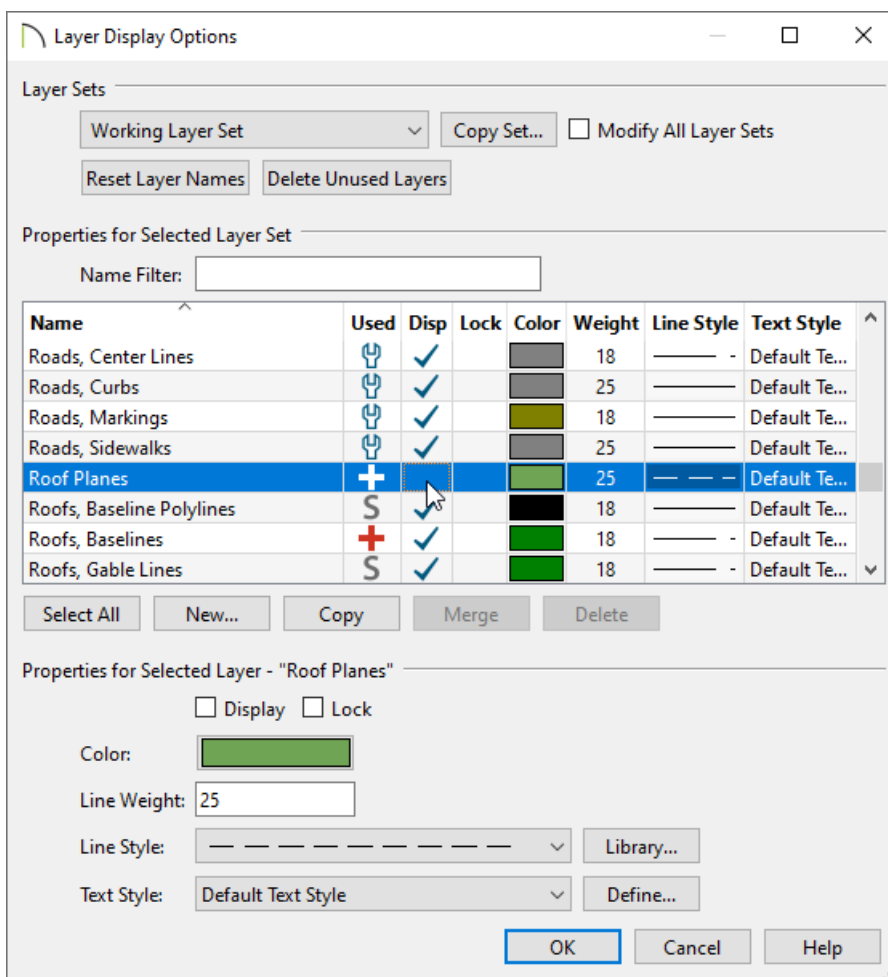 Layer Display Options
Layer Sets
Working Layer Set Copy Set... Modify All Layer Sets
Reset Layer Names Delete Unused Layers
Properties for Selected Layer Set
Name Filter:
Name Used Disp Lock Color Weight Line Style Text Style
Roads, Center Lines 18 Default Te...
Roads, Curbs 25 Default Te...
Roads, Markings 18 Default Te...
Roads, Sidewalks 25 Default Te...
Roof Planes 25 Default Te...
Roofs, Baseline Polylines S 18 Default Te...
Roofs, Baselines 18 Default Te...
Roofs, Gable Lines S 18 Default Te...
Select All New... Copy Merge Delete
Properties for Selected Layer - "Roof Planes"
Display Lock
Color:
Line Weight: 25
Line Style: Library...
Text Style: Default Text Style Define...
OK Cancel Help